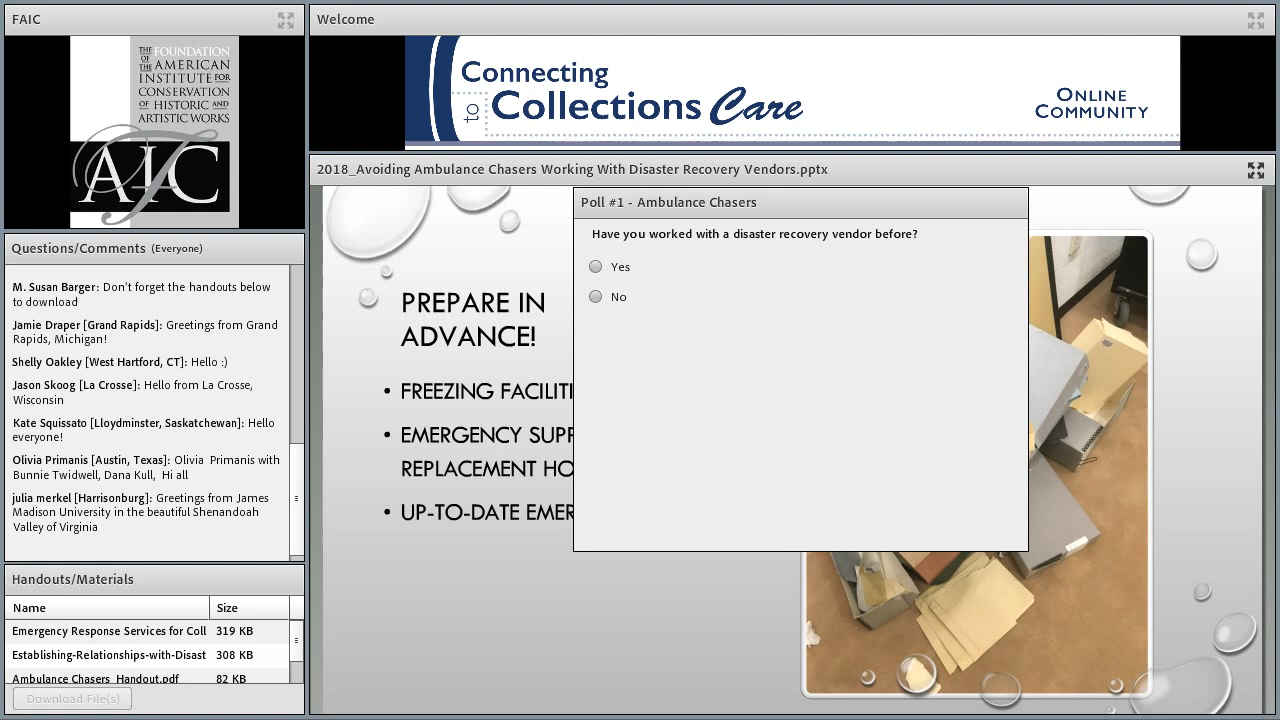 FAIC
THE FOUNDATION
OF THE AMERICAN
INSTITUTE FOR
CONSERVATION
OF HISTORIC AND
ARTISTIC WORKS
AIC
Welcome
Connecting
to Collections Care
ONLINE
COMMUNITY
2018_Avoiding Ambulance Chasers Working With Disaster Recovery Vendors.pptx
PREPARE IN
ADVANCE!
• FREEZING FACILITI
• EMERGENCY SUPP
REPLACEMENT HO
• UP-TO-DATE EMER
Poll #1 - Ambulance Chasers
Have you worked with a disaster recovery vendor before?
Yes
No
Questions/Comments (Everyone)
M. Susan Barger: Don't forget the handouts below
to download
Jamie Draper [Grand Rapids]: Greetings from Grand
Rapids, Michigan!
Shelly Oakley [West Hartford, CT]: Hello :)
Jason Skoog [La Crosse]: Hello from La Crosse,
Wisconsin
Kate Squissato [Lloydminster, Saskatchewan]: Hello
everyone!
Olivia Primanis [Austin, Texas]: Olivia  Primanis with
Bunnie Twidwell, Dana Kull,  Hi all
julia merkel [Harrisonburg]: Greetings from James
Madison University in the beautiful Shenandoah
Valley of Virginia
Handouts/Materials
Name Size
Emergency Response Services for Coll 319 KB
Establishing-Relationships-with-Disast 308 KB
Ambulance Chasers_Handout.pdf 82 KB
Download File(s)